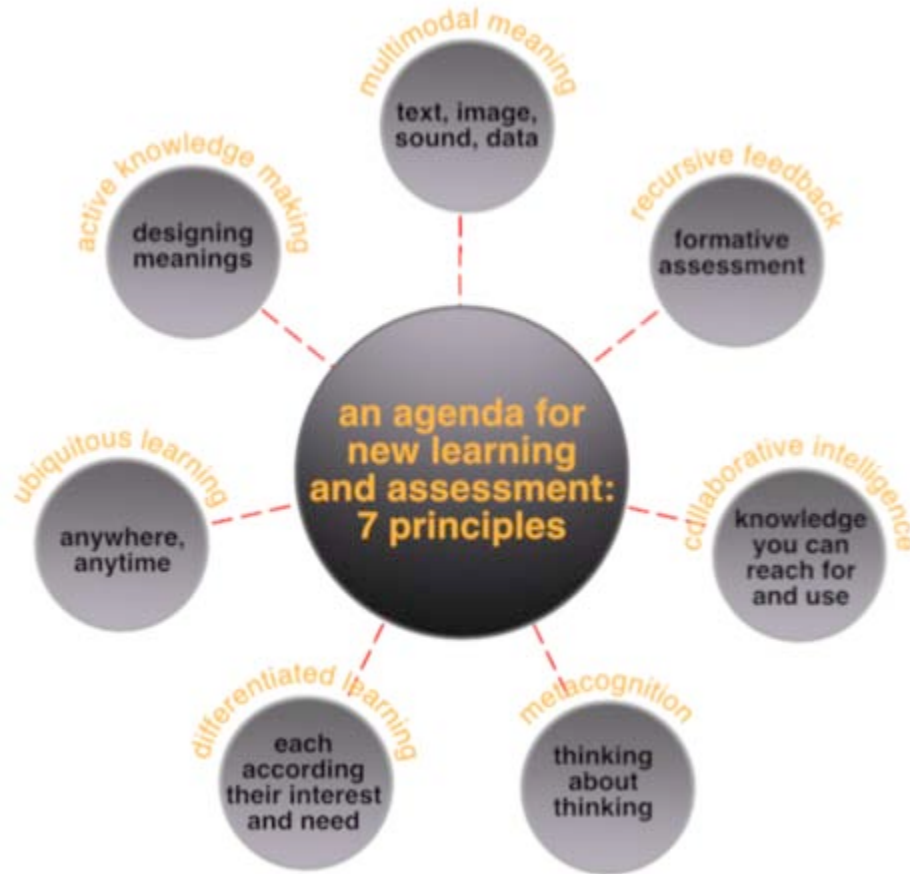 multimodal meaning
text, image,
sound, data
recursive feedback
formative
assessment
collaborative intelligence
knowledge
you can
reach for
and use
metacognition
thinking
about
thinking
differentiated learning
each
according
their interest
and need
ubiquitous learning
anywhere,
anytime
active knowledge making
designing
meanings
an agenda for
new learning
and assessment:
7 principles